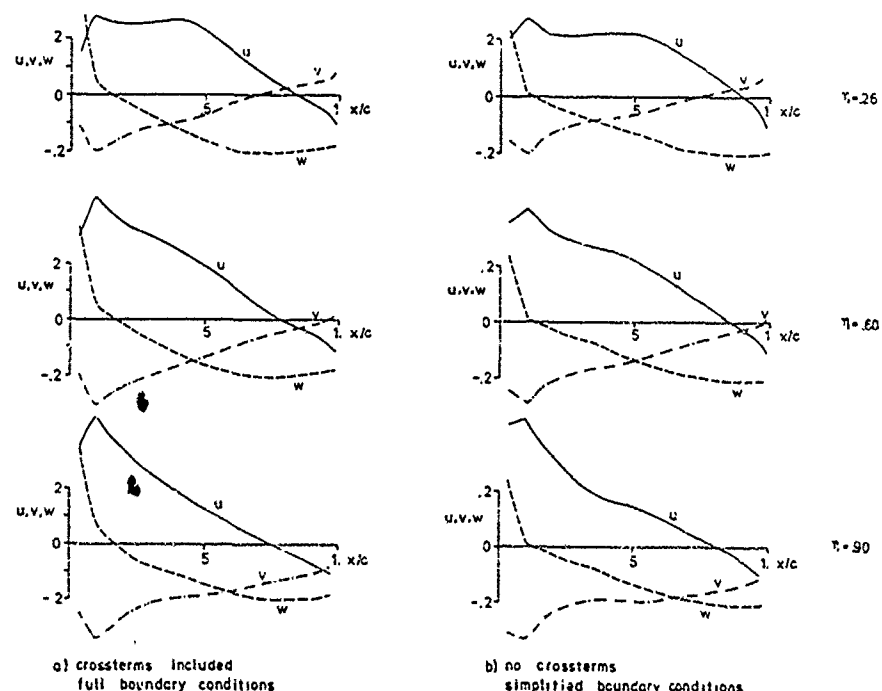 2
u
u,v,w
v
0
.5
1
x/c
-.2
w
2
u
v
0
.5
1.
x/c
-.2
w
η=.26
2
u
u,v,w
v
0
5
1.
x/c
-.2
w
.2
u
u,v,w
v
0
5
1.
x/c
-.2
w
η=.60
.2
u
u,v,w
0
5
1.
x/c
v
-.2
w
.2
u
u,v,w
0
.5
1.
x/c
v
-.2
w
η=.90
a) crossterms included
full boundary conditions
b) no crossterms
simplified boundary conditions